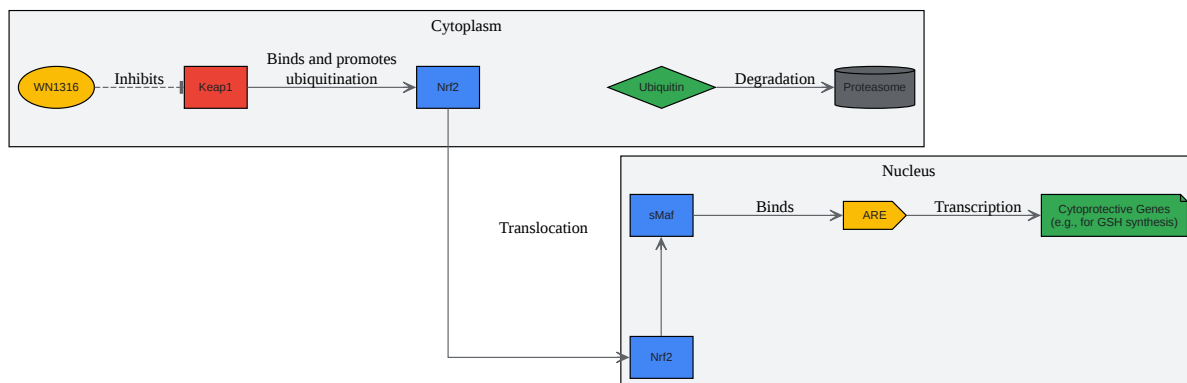 Cytoplasm
WN1316
Inhibits
Keap1
Binds and promotes
ubiquitination
Nrf2
Ubiquitin
Degradation
Proteasome
Translocation
Nucleus
sMaf
Binds
ARE
Transcription
Cytoprotective Genes
(e.g., for GSH synthesis)
Nrf2